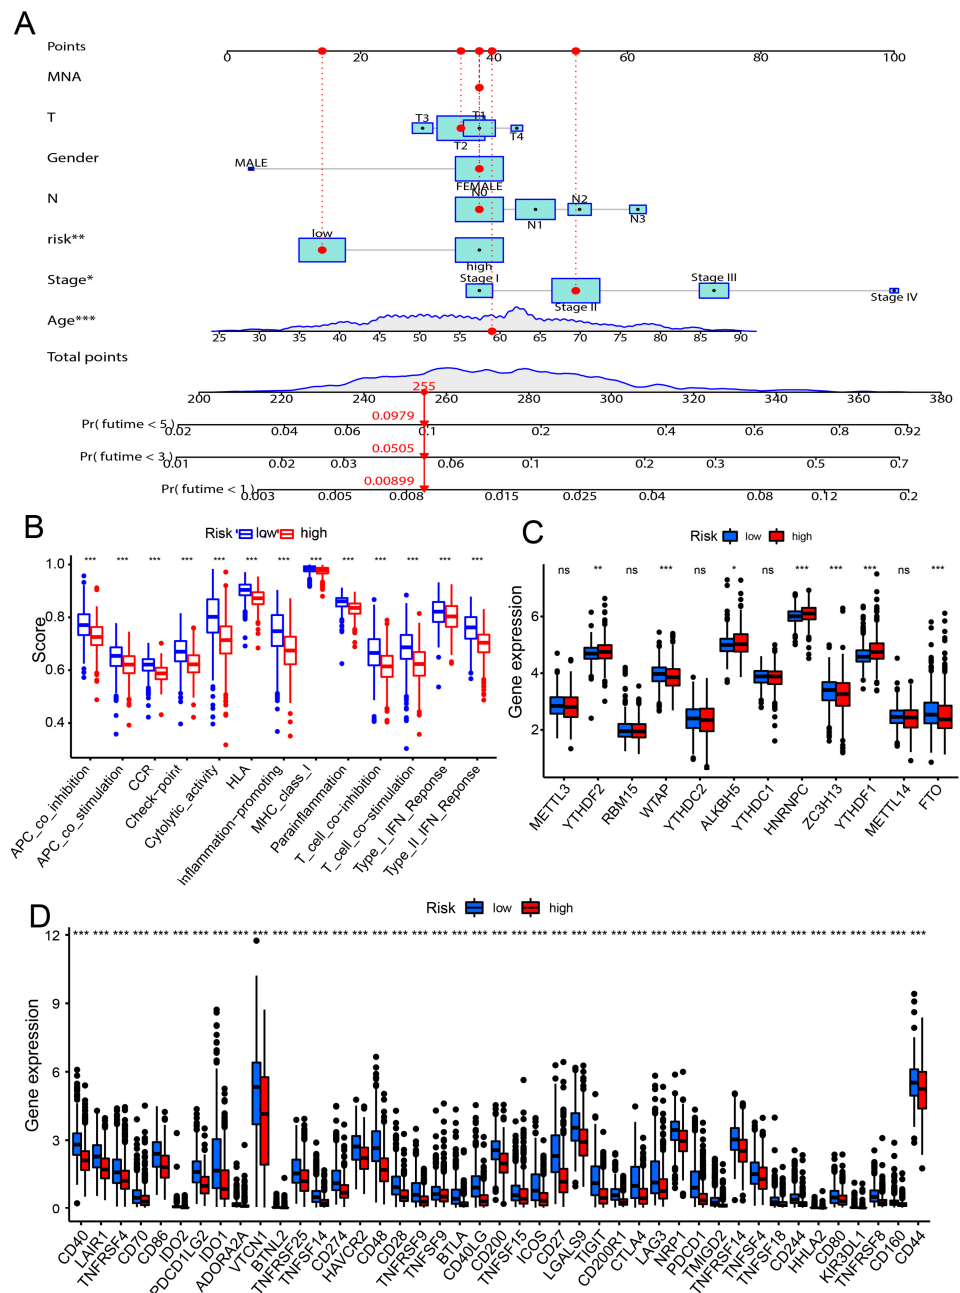 A
Points
0 20 40 60 80 100
MNA
T
T3 T1 T4
T2
Gender
MALE
FEMALE
N
N0 N2
N1 N3
risk**
low
high
Stage*
Stage I Stage III
Stage II Stage IV
Age***
25 30 35 40 45 50 55 60 65 70 75 80 85 90
Total points
255
200 220 240 260 280 300 320 340 360 380
0.0979
Pr( futime < 5)
0.02 0.04 0.06 0.1 0.2 0.4 0.6 0.8 0.92
0.0505
Pr( futime < 3)
0.01 0.02 0.03 0.06 0.1 0.2 0.3 0.5 0.7
0.00899
Pr( futime < 1)
0.003 0.005 0.008 0.015 0.025 0.04 0.08 0.12 0.2
B
Risk low high
*** *** *** *** *** *** *** *** *** *** *** *** ***
Score
1.0
0.8
0.6
0.4
APC_co_inhibition
APC_co_stimulation
CCR
Check-point
Cytolytic_activity
HLA
Inflammation-promoting
MHC_class_I
Parainflammation
T_cell_co-inhibition
T_cell_co-stimulation
Type_I_IFN_Reponse
Type_II_IFN_Reponse
C
Risk low high
ns ** ns *** ns * ns *** *** *** ns ***
Gene expression
6
4
2
METTL3
YTHDF2
RBM15
WTAP
YTHDC2
ALKBH5
YTHDC1
HNRNPC
ZC3H13
YTHDF1
METTL14
FTO
D
Risk low high
*** *** *** *** *** *** *** *** *** *** *** *** *** *** *** *** *** *** *** *** *** *** *** *** *** *** *** *** *** *** *** *** *** *** *** *** *** *** *** *** *** ***
Gene expression
12
9
6
3
0
CD40
LAIR1
TNFRSF4
CD70
CD86
IDO2
PDCD1LG2
IDO1
ADORA2A
VTCN1
BTNL2
TNFRSF25
TNFSF14
CD274
HAVCR2
CD48
CD28
TNFRSF9
TNFSF9
BTLA
CD40LG
CD200
TNFSF15
ICOS
CD27
LGALS9
TIGIT
CD200R1
CTLA4
LAG3
NRP1
PDCD1
TMIGD2
TNFRSF14
TNFSF4
TNFSF18
CD244
HHLA2
CD80
KIR3DL1
TNFRSF8
CD160
CD44